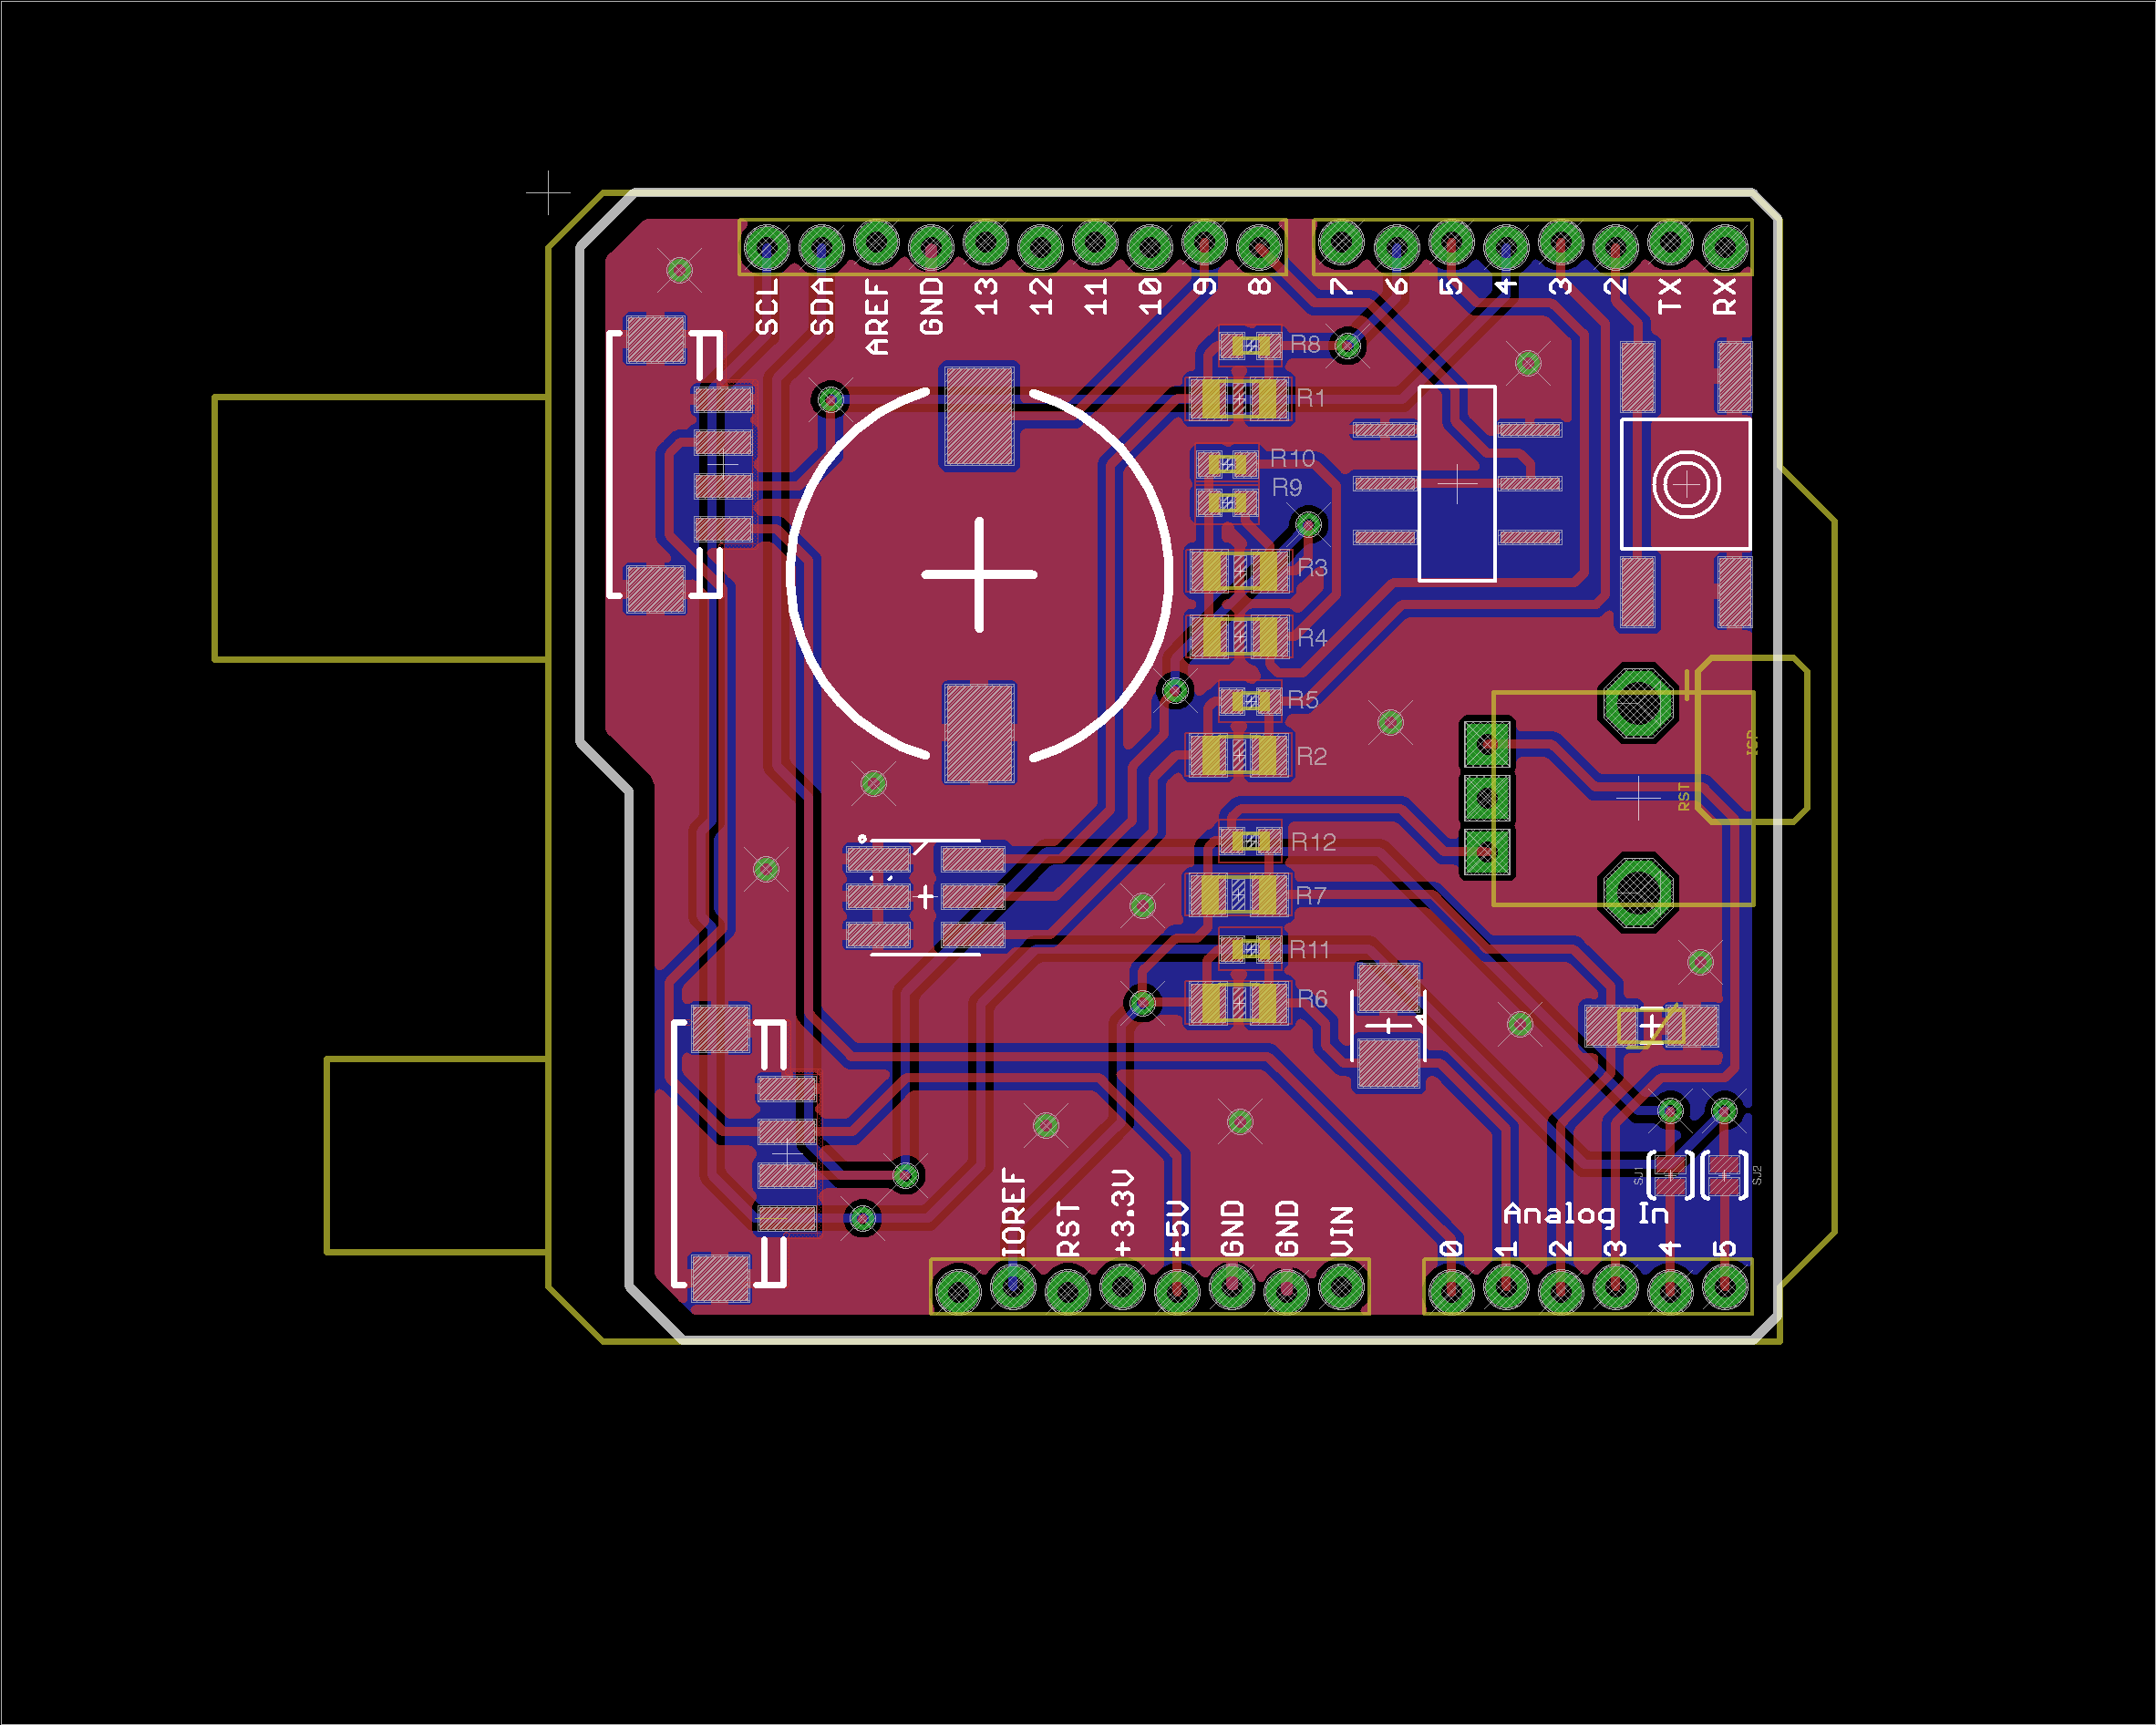 SCL
SDA
AREF
GND
13
12
11
10
9
8
7
6
5
4
3
2
TX
RX
R8
R1
R10
R9
R3
R4
R5
R2
ICP
RST
R12
R7
R11
R6
SJ1
SJ2
IOREF
RST
+3.3V
+5V
GND
GND
VIN
Analog In
0
1
2
3
4
5